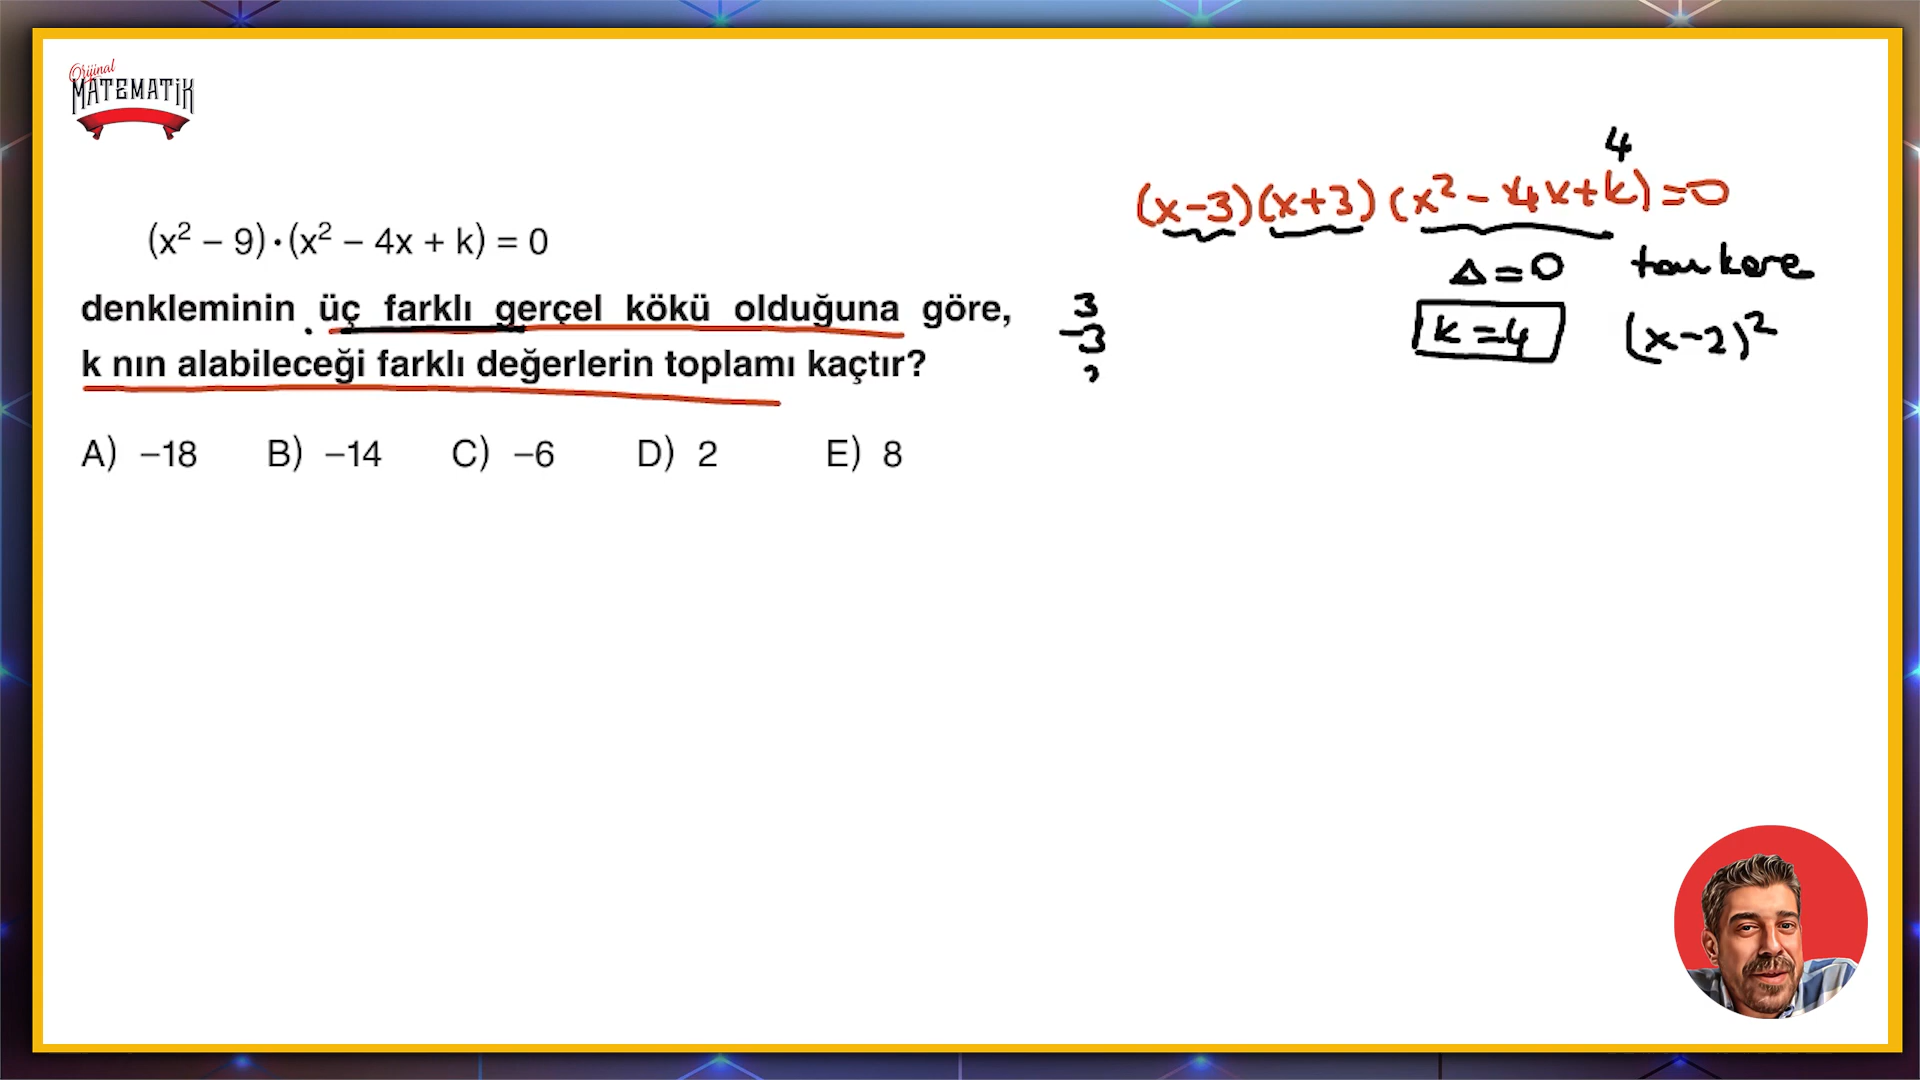 Orijinal
MATEMATİK
(x² – 9)·(x² – 4x + k) = 0
denkleminin üç farklı gerçel kökü olduğuna göre,
k nın alabileceği farklı değerlerin toplamı kaçtır?
A) –18 B) –14 C) –6 D) 2 E) 8
3
-3
4
(x-3)(x+3)(x²-4x+k)=0
Δ=0 tam kare
k=4 (x-2)²